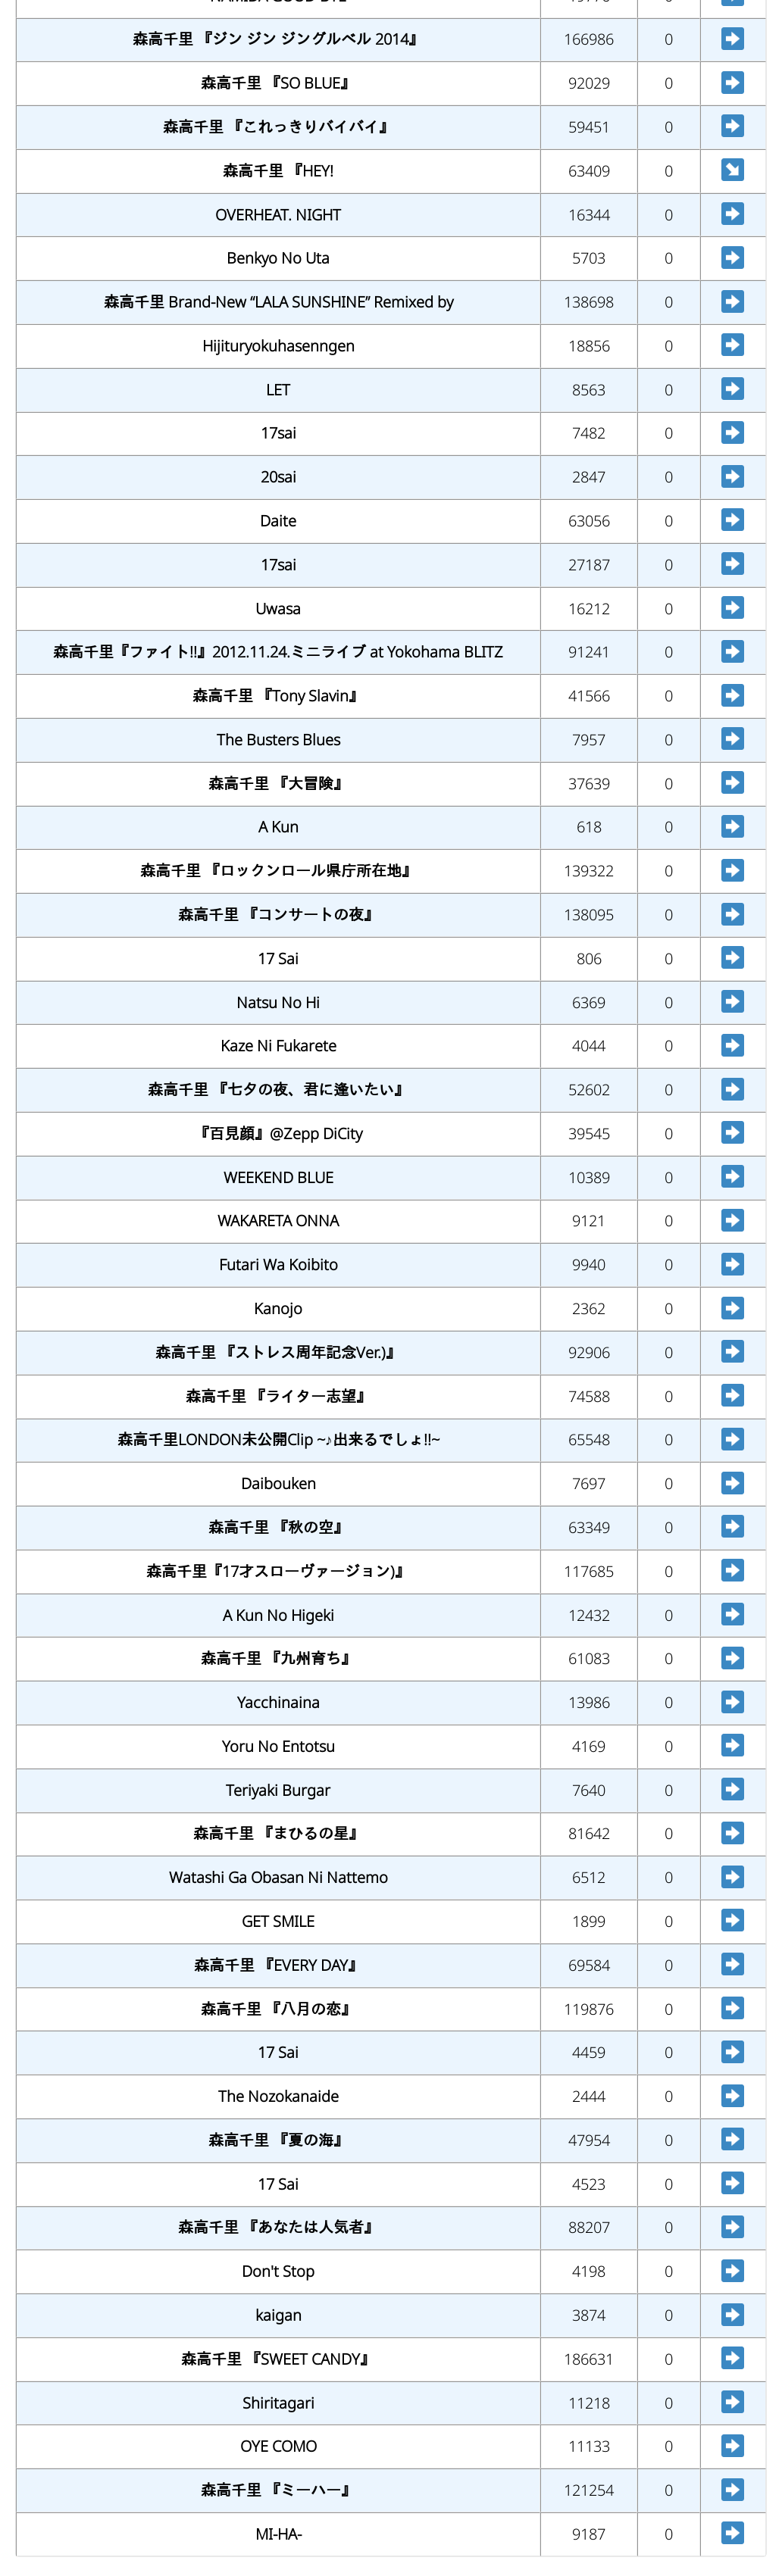 森高千里 『ジン ジン ジングルベル 2014』 166986 0
森高千里 『SO BLUE』 92029 0
森高千里 『これっきりバイバイ』 59451 0
森高千里 『HEY! 63409 0
OVERHEAT. NIGHT 16344 0
Benkyo No Uta 5703 0
森高千里 Brand-New “LALA SUNSHINE” Remixed by 138698 0
Hijituryokuhasenngen 18856 0
LET 8563 0
17sai 7482 0
20sai 2847 0
Daite 63056 0
17sai 27187 0
Uwasa 16212 0
森高千里『ファイト!!』2012.11.24.ミニライブ at Yokohama BLITZ 91241 0
森高千里 『Tony Slavin』 41566 0
The Busters Blues 7957 0
森高千里 『大冒険』 37639 0
A Kun 618 0
森高千里 『ロックンロール県庁所在地』 139322 0
森高千里 『コンサートの夜』 138095 0
17 Sai 806 0
Natsu No Hi 6369 0
Kaze Ni Fukarete 4044 0
森高千里 『七夕の夜、君に逢いたい』 52602 0
『百見顔』@Zepp DiCity 39545 0
WEEKEND BLUE 10389 0
WAKARETA ONNA 9121 0
Futari Wa Koibito 9940 0
Kanojo 2362 0
森高千里 『ストレス周年記念Ver.)』 92906 0
森高千里 『ライター志望』 74588 0
森高千里LONDON未公開Clip ~♪出来るでしょ!!~ 65548 0
Daibouken 7697 0
森高千里 『秋の空』 63349 0
森高千里『17才スローヴァージョン)』 117685 0
A Kun No Higeki 12432 0
森高千里 『九州育ち』 61083 0
Yacchinaina 13986 0
Yoru No Entotsu 4169 0
Teriyaki Burgar 7640 0
森高千里 『まひるの星』 81642 0
Watashi Ga Obasan Ni Nattemo 6512 0
GET SMILE 1899 0
森高千里 『EVERY DAY』 69584 0
森高千里 『八月の恋』 119876 0
17 Sai 4459 0
The Nozokanaide 2444 0
森高千里 『夏の海』 47954 0
17 Sai 4523 0
森高千里 『あなたは人気者』 88207 0
Don't Stop 4198 0
kaigan 3874 0
森高千里 『SWEET CANDY』 186631 0
Shiritagari 11218 0
OYE COMO 11133 0
森高千里 『ミーハー』 121254 0
MI-HA- 9187 0